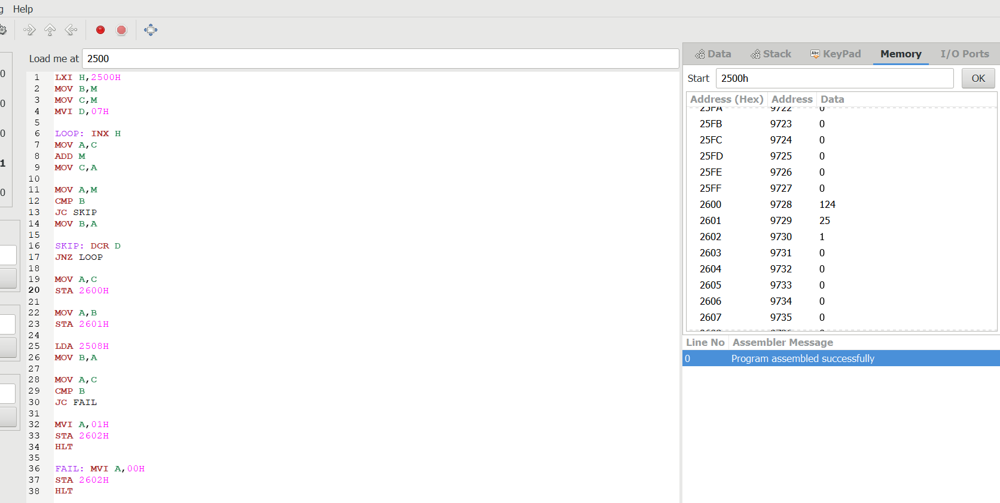 g Help
Load me at 2500
Data Stack KeyPad Memory I/O Ports
Start 2500h OK
Address (Hex) Address Data
25FA 9722 0
25FB 9723 0
25FC 9724 0
25FD 9725 0
25FE 9726 0
25FF 9727 0
2600 9728 124
2601 9729 25
2602 9730 1
2603 9731 0
2604 9732 0
2605 9733 0
2606 9734 0
2607 9735 0
Line No Assembler Message
0 Program assembled successfully
0
0
0
1
0
1 LXI H,2500H
2 MOV B,M
3 MOV C,M
4 MVI D,07H
5
6 LOOP: INX H
7 MOV A,C
8 ADD M
9 MOV C,A
10
11 MOV A,M
12 CMP B
13 JC SKIP
14 MOV B,A
15
16 SKIP: DCR D
17 JNZ LOOP
18
19 MOV A,C
20 STA 2600H
21
22 MOV A,B
23 STA 2601H
24
25 LDA 2508H
26 MOV B,A
27
28 MOV A,C
29 CMP B
30 JC FAIL
31
32 MVI A,01H
33 STA 2602H
34 HLT
35
36 FAIL: MVI A,00H
37 STA 2602H
38 HLT